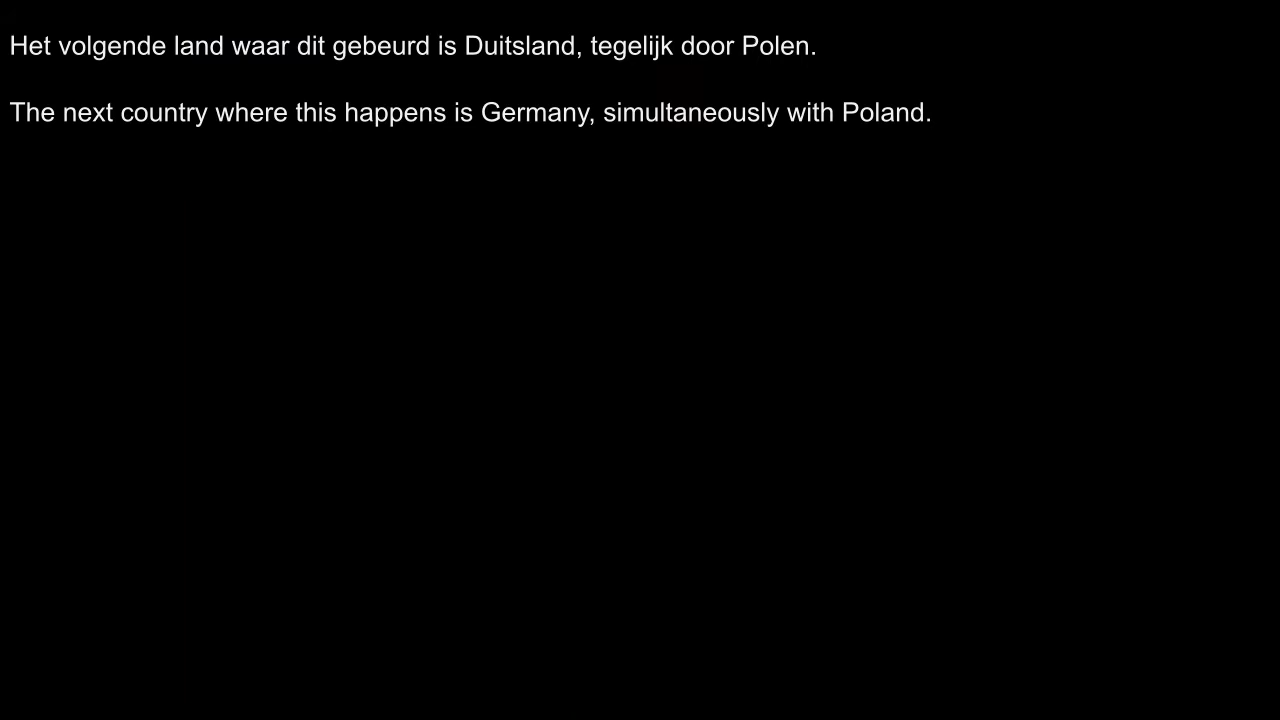 Het volgende land waar dit gebeurd is Duitsland, tegelijk door Polen.
The next country where this happens is Germany, simultaneously with Poland.